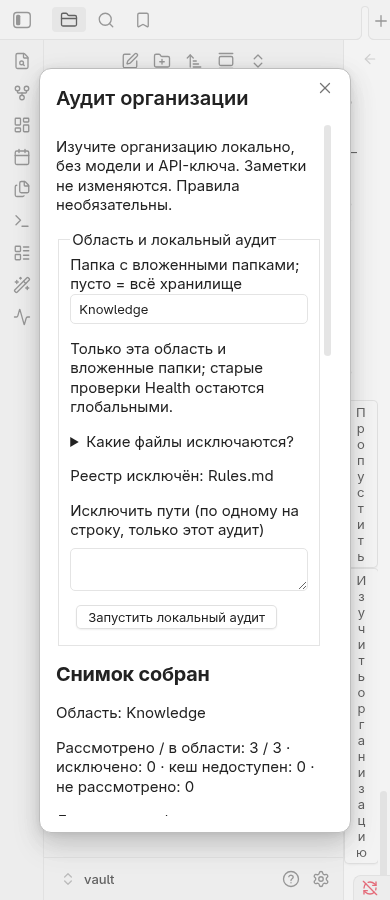 Аудит организации
Изучите организацию локально,
без модели и API-ключа. Заметки
не изменяются. Правила
необязательны.
Область и локальный аудит
Папка с вложенными папками;
пусто = всё хранилище
Knowledge
Только эта область и
вложенные папки; старые
проверки Health остаются
глобальными.
Какие файлы исключаются?
Реестр исключён: Rules.md
Исключить пути (по одному на
строку, только этот аудит)
Запустить локальный аудит
Снимок собран
Область: Knowledge
Рассмотрено / в области: 3 / 3 ·
исключено: 0 · кеш недоступен: 0 ·
не рассмотрено: 0
Пропустить
Изучить организацию
vault